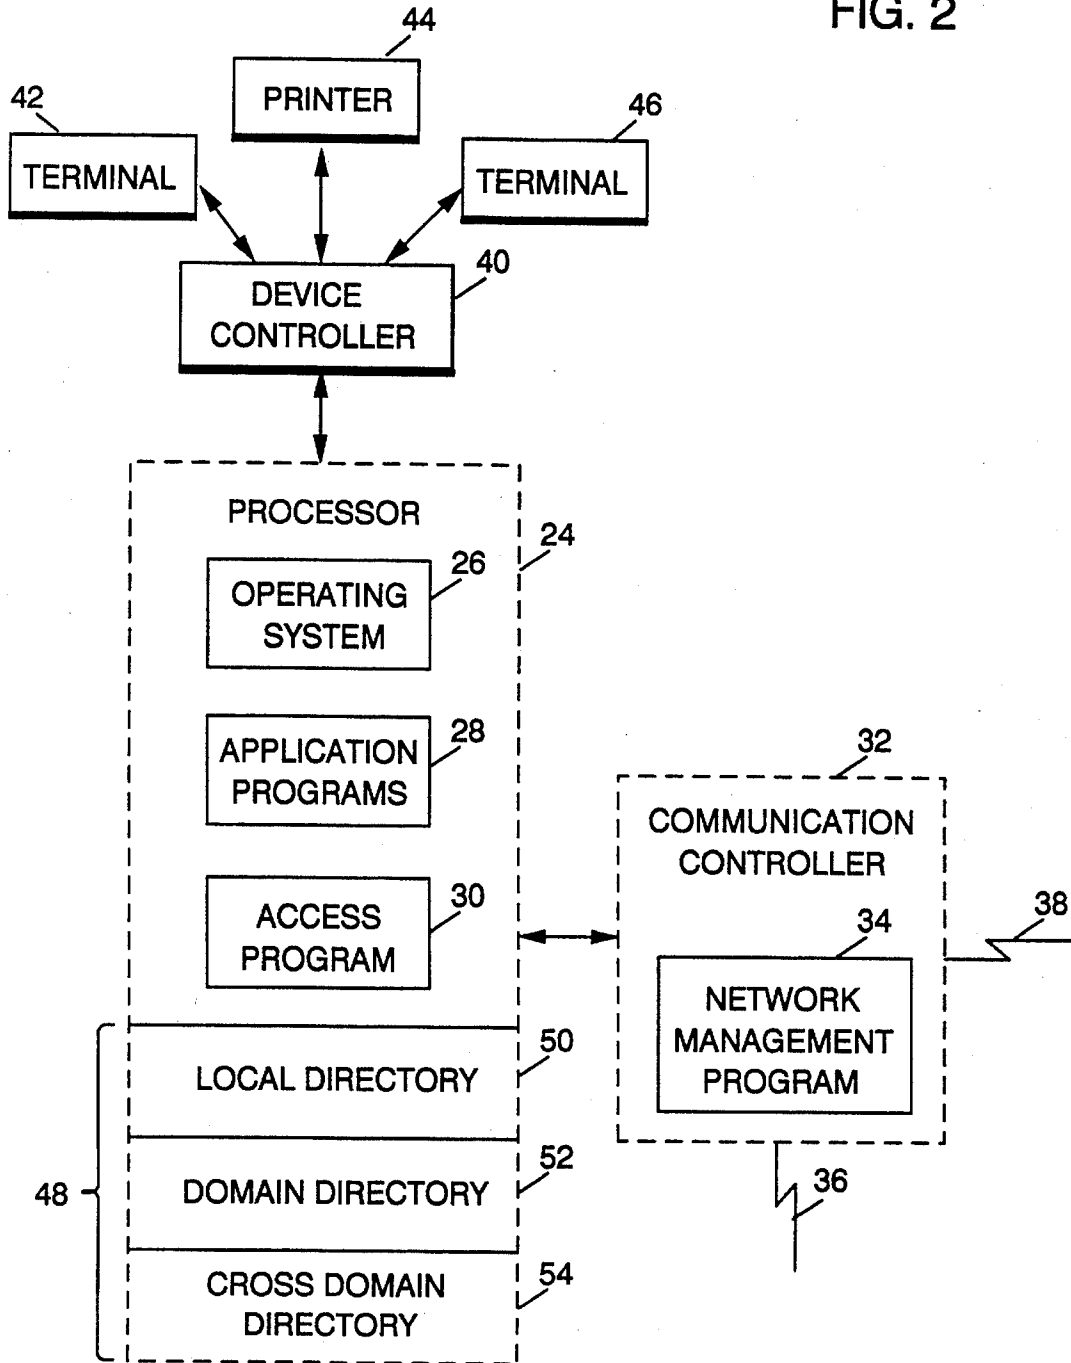 FIG. 2
44
PRINTER
42
TERMINAL
46
TERMINAL
40
DEVICE
CONTROLLER
PROCESSOR
24
26
OPERATING
SYSTEM
28
APPLICATION
PROGRAMS
30
ACCESS
PROGRAM
32
COMMUNICATION
CONTROLLER
34
NETWORK
MANAGEMENT
PROGRAM
38
36
48
50
LOCAL DIRECTORY
52
DOMAIN DIRECTORY
54
CROSS DOMAIN
DIRECTORY